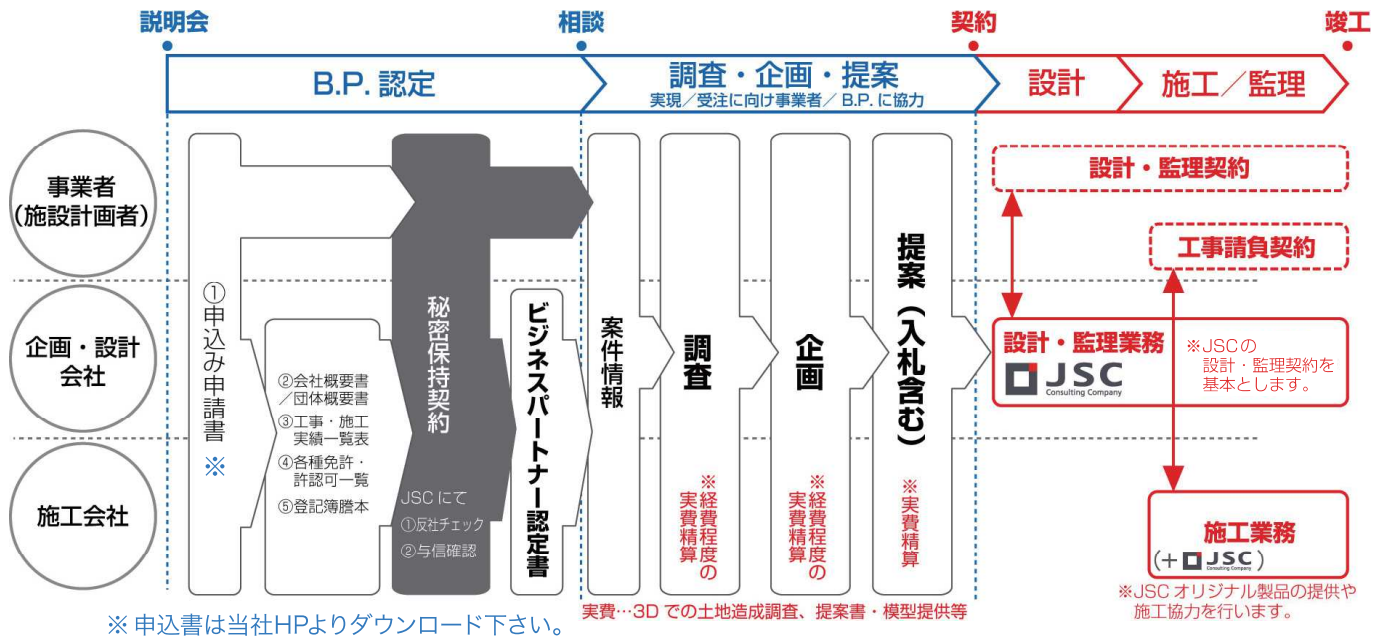 説明会
相談
契約
竣工
B.P. 認定
調査・企画・提案
実現／受注に向け事業者／B.P. に協力
設計
施工／監理
事業者
(施設計画者)
企画・設計
会社
施工会社
①申込み申請書
※
②会社概要書
／団体概要書
③工事・施工
実績一覧表
④各種免許・
許認可一覧
⑤登記簿謄本
秘密保持契約
JSC にて
①反社チェック
②与信確認
ビジネスパートナー認定書
案件情報
調査
※経費程度の
実費精算
企画
※経費程度の
実費精算
提案（入札含む）
※実費精算
設計・監理契約
工事請負契約
設計・監理業務
JSC
Consulting Company
※JSCの
設計・監理契約を
基本とします。
施工業務
(+ JSC )
Consulting Company
※JSC オリジナル製品の提供や
施工協力を行います。
実費…3D での土地造成調査、提案書・模型提供等
※ 申込書は当社HPよりダウンロード下さい。